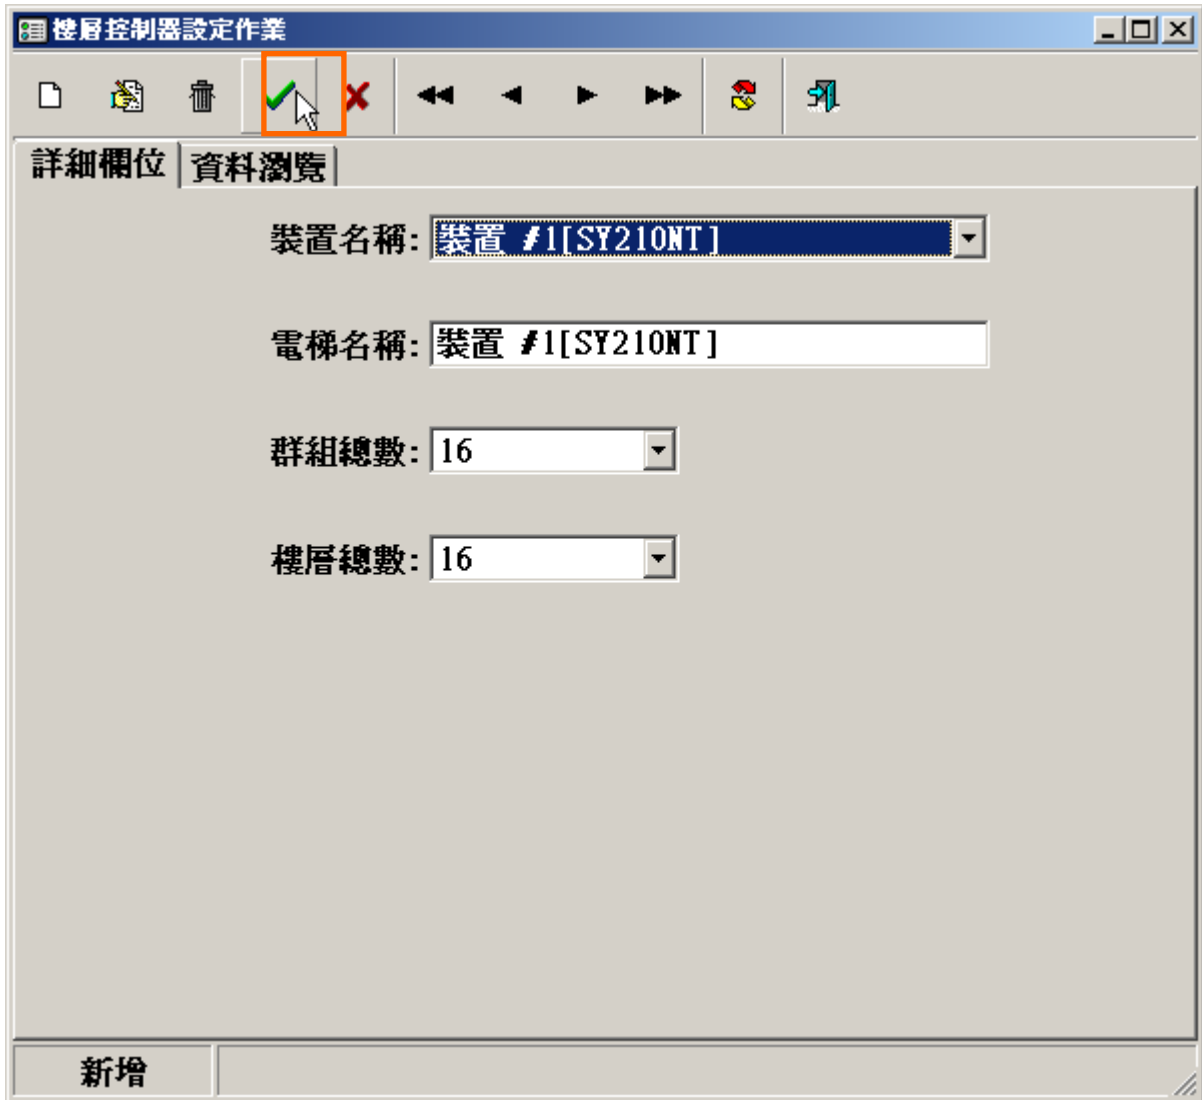 樓層控制器設定作業
詳細欄位 資料瀏覽
裝置名稱: 裝置 #1[SY210NT]
電梯名稱: 裝置 #1[SY210NT]
群組總數: 16
樓層總數: 16
新增